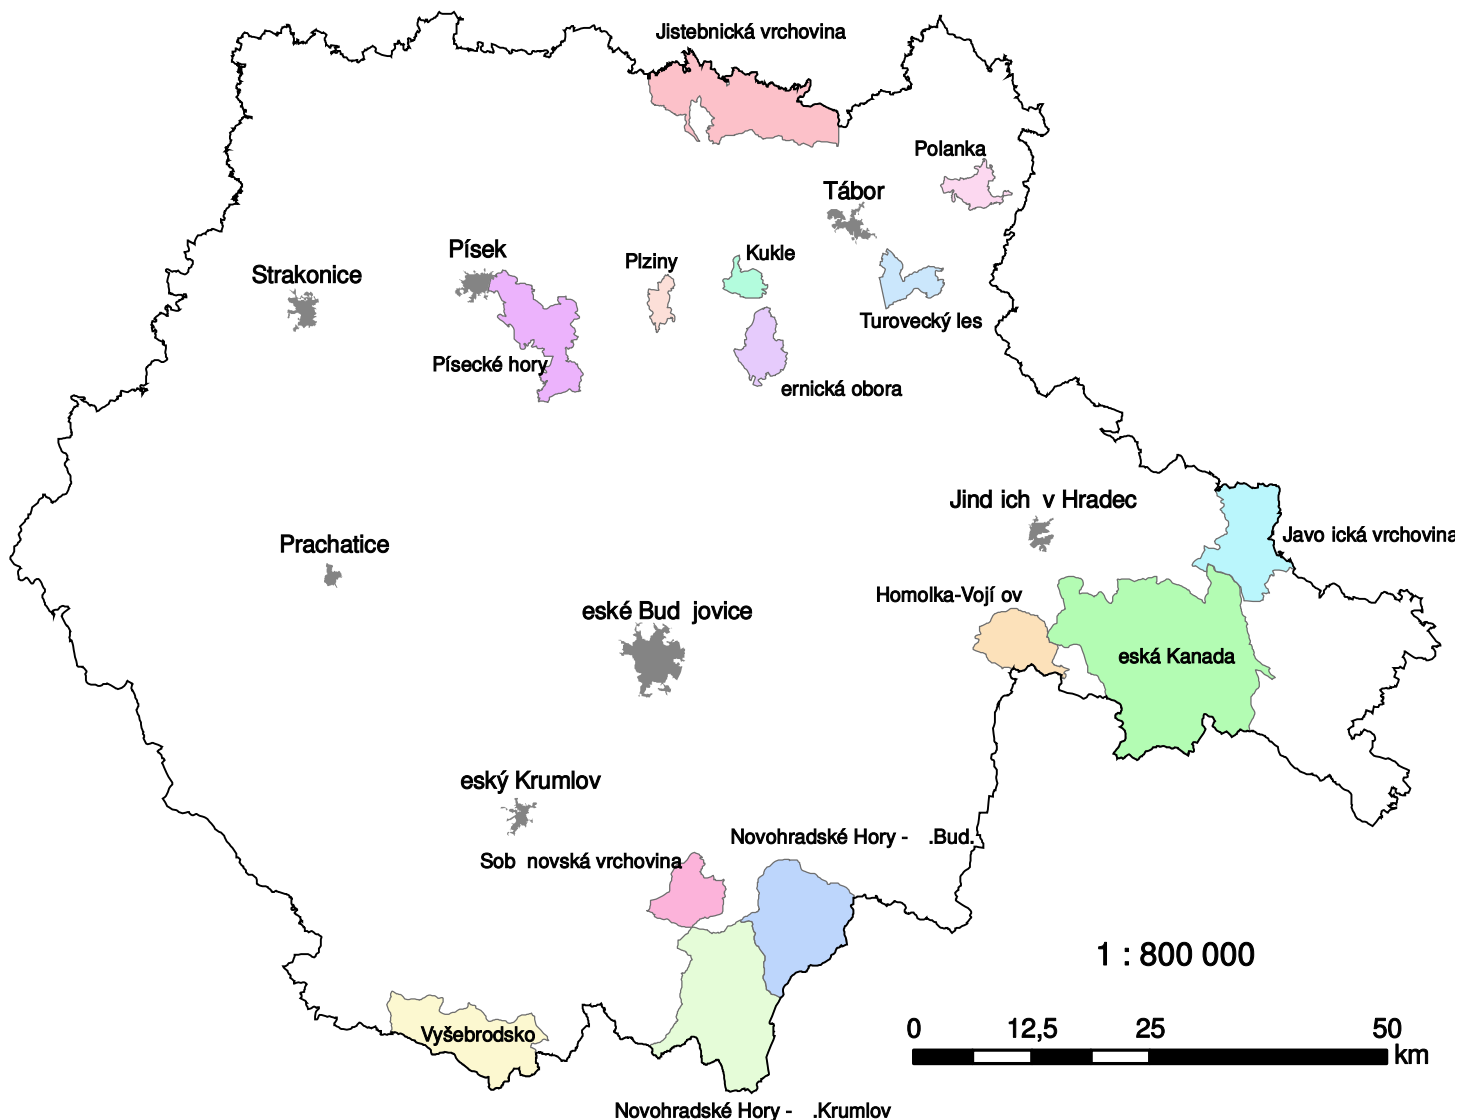 Jistebnická vrchovina
Polanka
Tábor
Písek
Kukle
Plziny
Strakonice
Turovecký les
Písecké hory
ernická obora
Jind ich v Hradec
Javo ická vrchovina
Prachatice
Homolka-Vojí ov
eské Bud jovice
eská Kanada
eský Krumlov
Novohradské Hory - .Bud.
Sob novská vrchovina
1 : 800 000
Vyšebrodsko
0 12,5 25 50
km
Novohradské Hory - .Krumlov